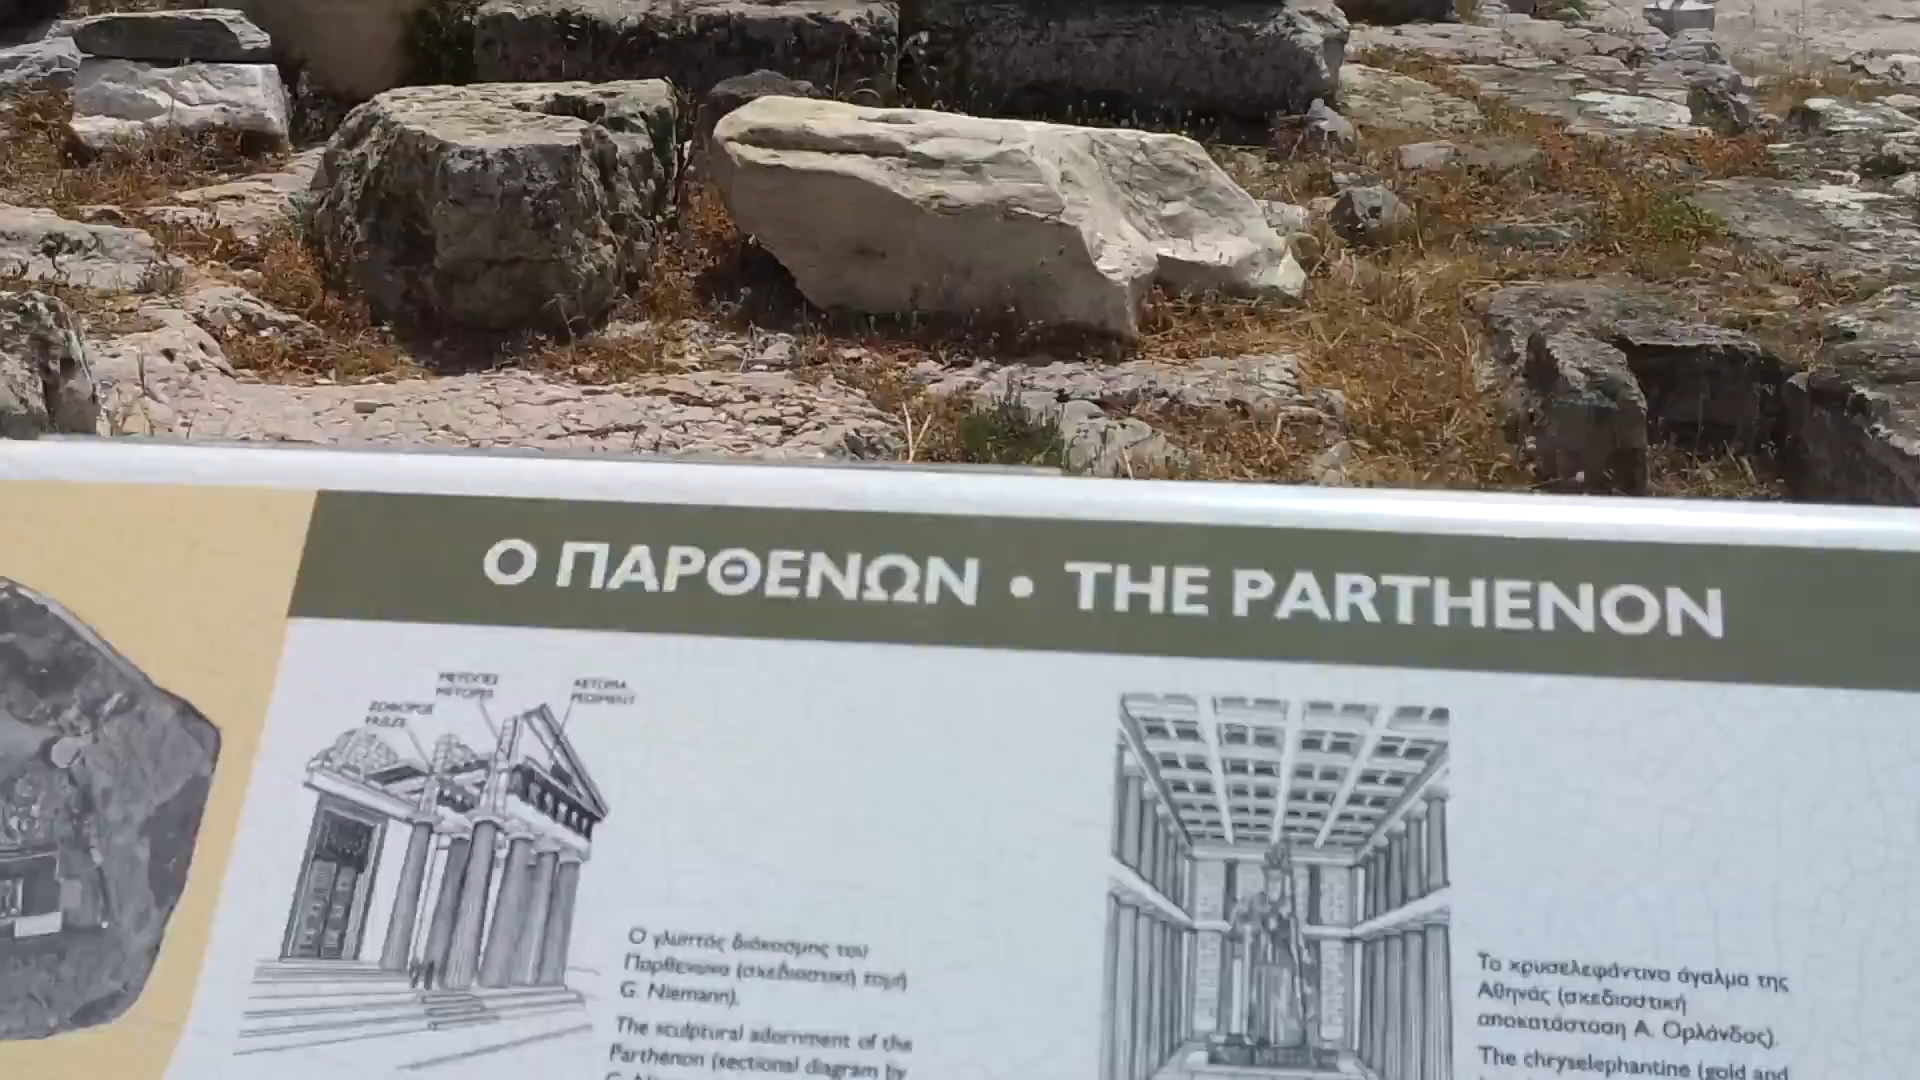 Ο ΠΑΡΘΕΝΩΝ • THE PARTHENON
ΜΕΤΟΠΕΣ
METOPES
ΑΕΤΩΜΑ
PEDIMENT
ΖΩΦΟΡΟΣ
FRIEZE
Ο γλυπτός διάκοσμος του
Παρθενώνα (σχεδιαστική τομή
G. Niemann).
The sculptural adornment of the
Parthenon (sectional diagram by
Το χρυσελεφάντινο άγαλμα της
Αθηνάς (σχεδιαστική
αποκατάσταση Α. Ορλάνδος).
The chryselephantine (gold and